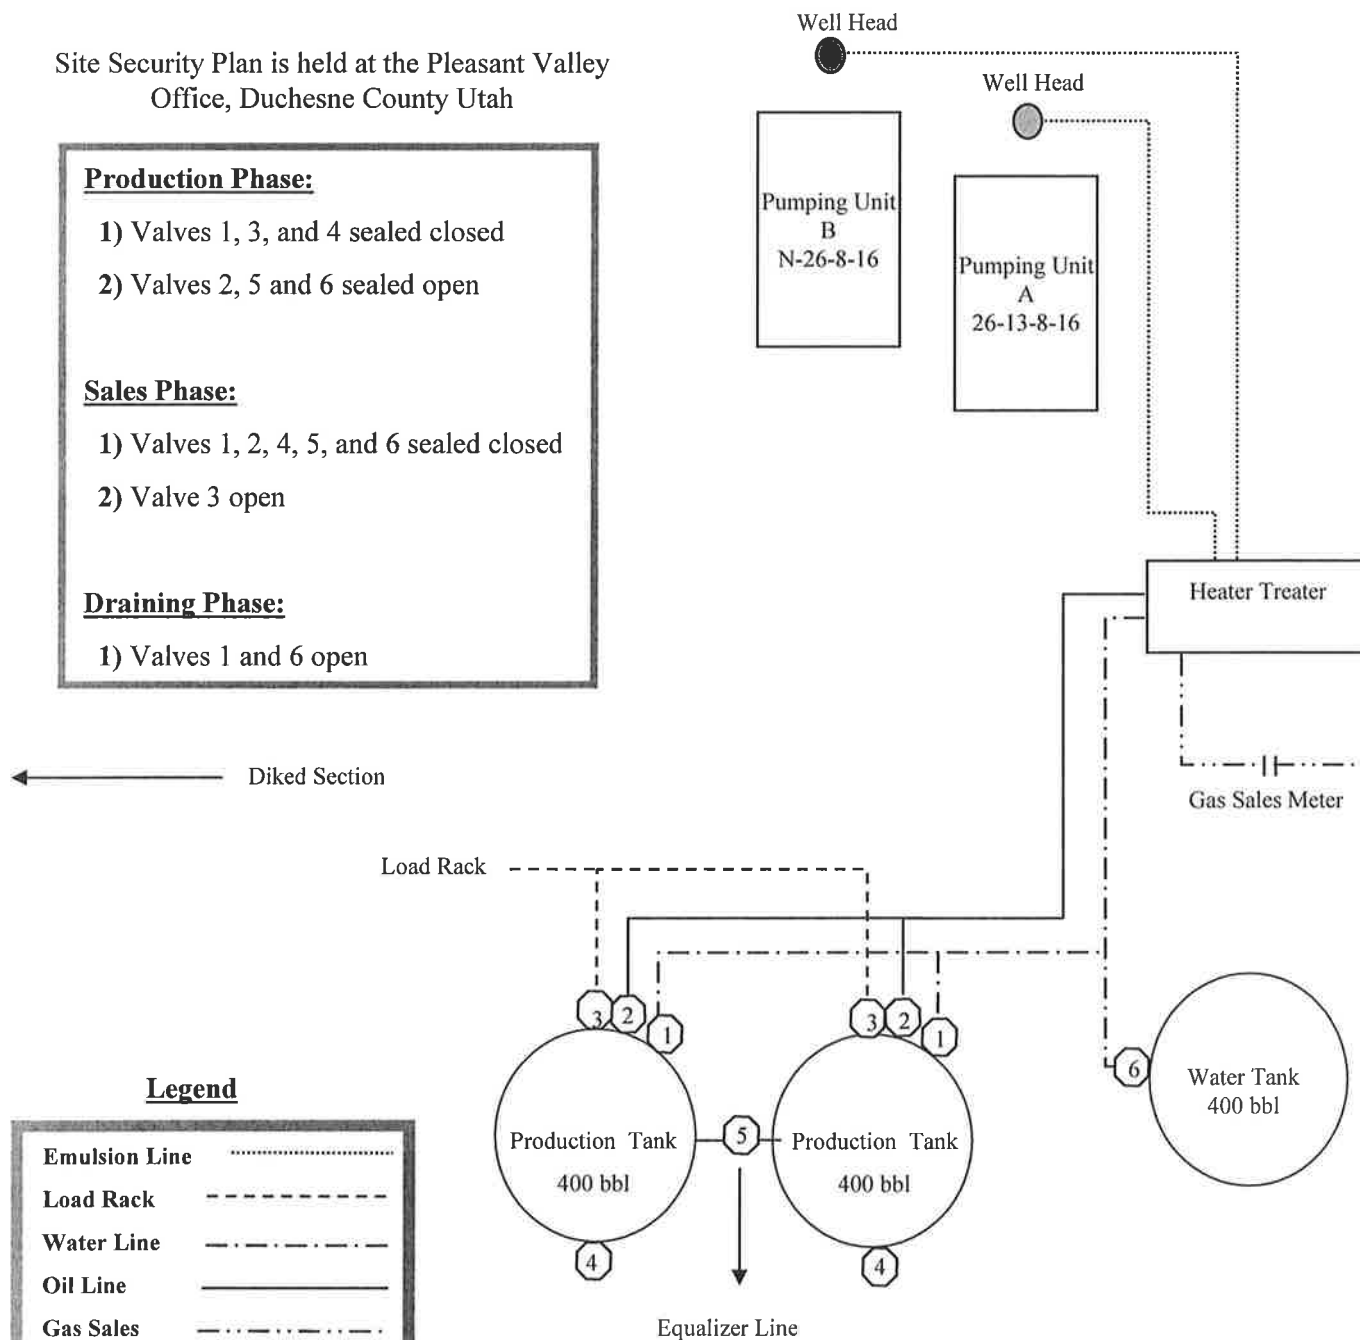 Site Security Plan is held at the Pleasant Valley
Office, Duchesne County Utah
Production Phase:
1) Valves 1, 3, and 4 sealed closed
2) Valves 2, 5 and 6 sealed open
Sales Phase:
1) Valves 1, 2, 4, 5, and 6 sealed closed
2) Valve 3 open
Draining Phase:
1) Valves 1 and 6 open
Well Head
Well Head
Pumping Unit
B
N-26-8-16
Pumping Unit
A
26-13-8-16
Heater Treater
Gas Sales Meter
Diked Section
Load Rack
3
2
1
3
2
1
6
Water Tank
400 bbl
Production Tank
400 bbl
5
Production Tank
400 bbl
4
4
Equalizer Line
Legend
Emulsion Line
Load Rack
Water Line
Oil Line
Gas Sales